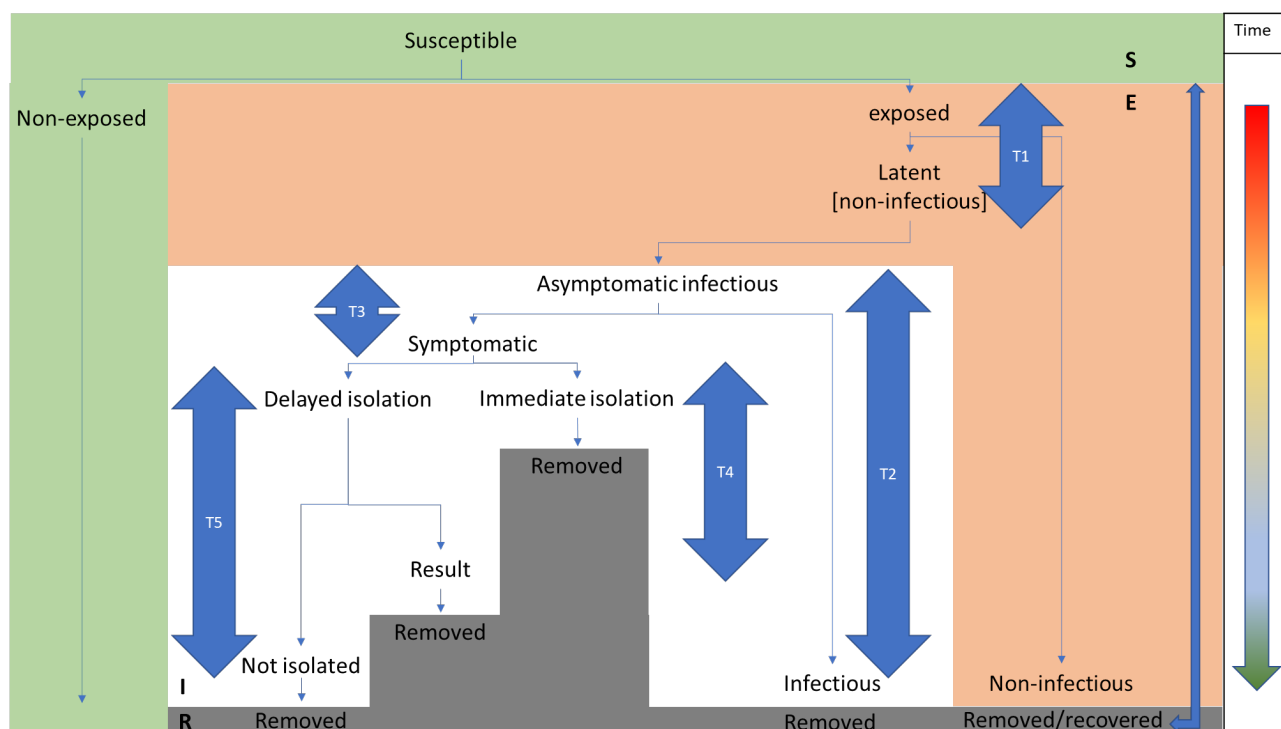 Susceptible
Time
S
E
Non-exposed
exposed
T1
Latent
[non-infectious]
Asymptomatic infectious
T3
Symptomatic
Delayed isolation
Immediate isolation
Removed
T4
T2
T5
Result
Removed
Not isolated
I
Infectious
Non-infectious
R
Removed
Removed
Removed/recovered